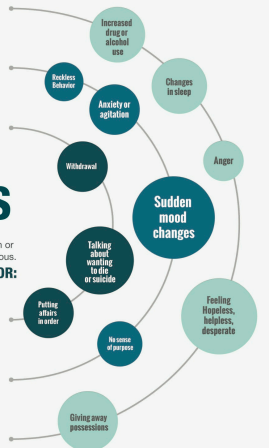 Increased
drug or
alcohol
use
Reckless
Behavior
Changes
in sleep
Anxiety or
agitation
Anger
Withdrawal
S
Sudden
mood
changes
n or
ous.
OR:
Talking
about
wanting
to die
or suicide
Putting
affairs
in order
Feeling
Hopeless,
helpless,
desperate
No sense
of purpose
Giving away
possessions